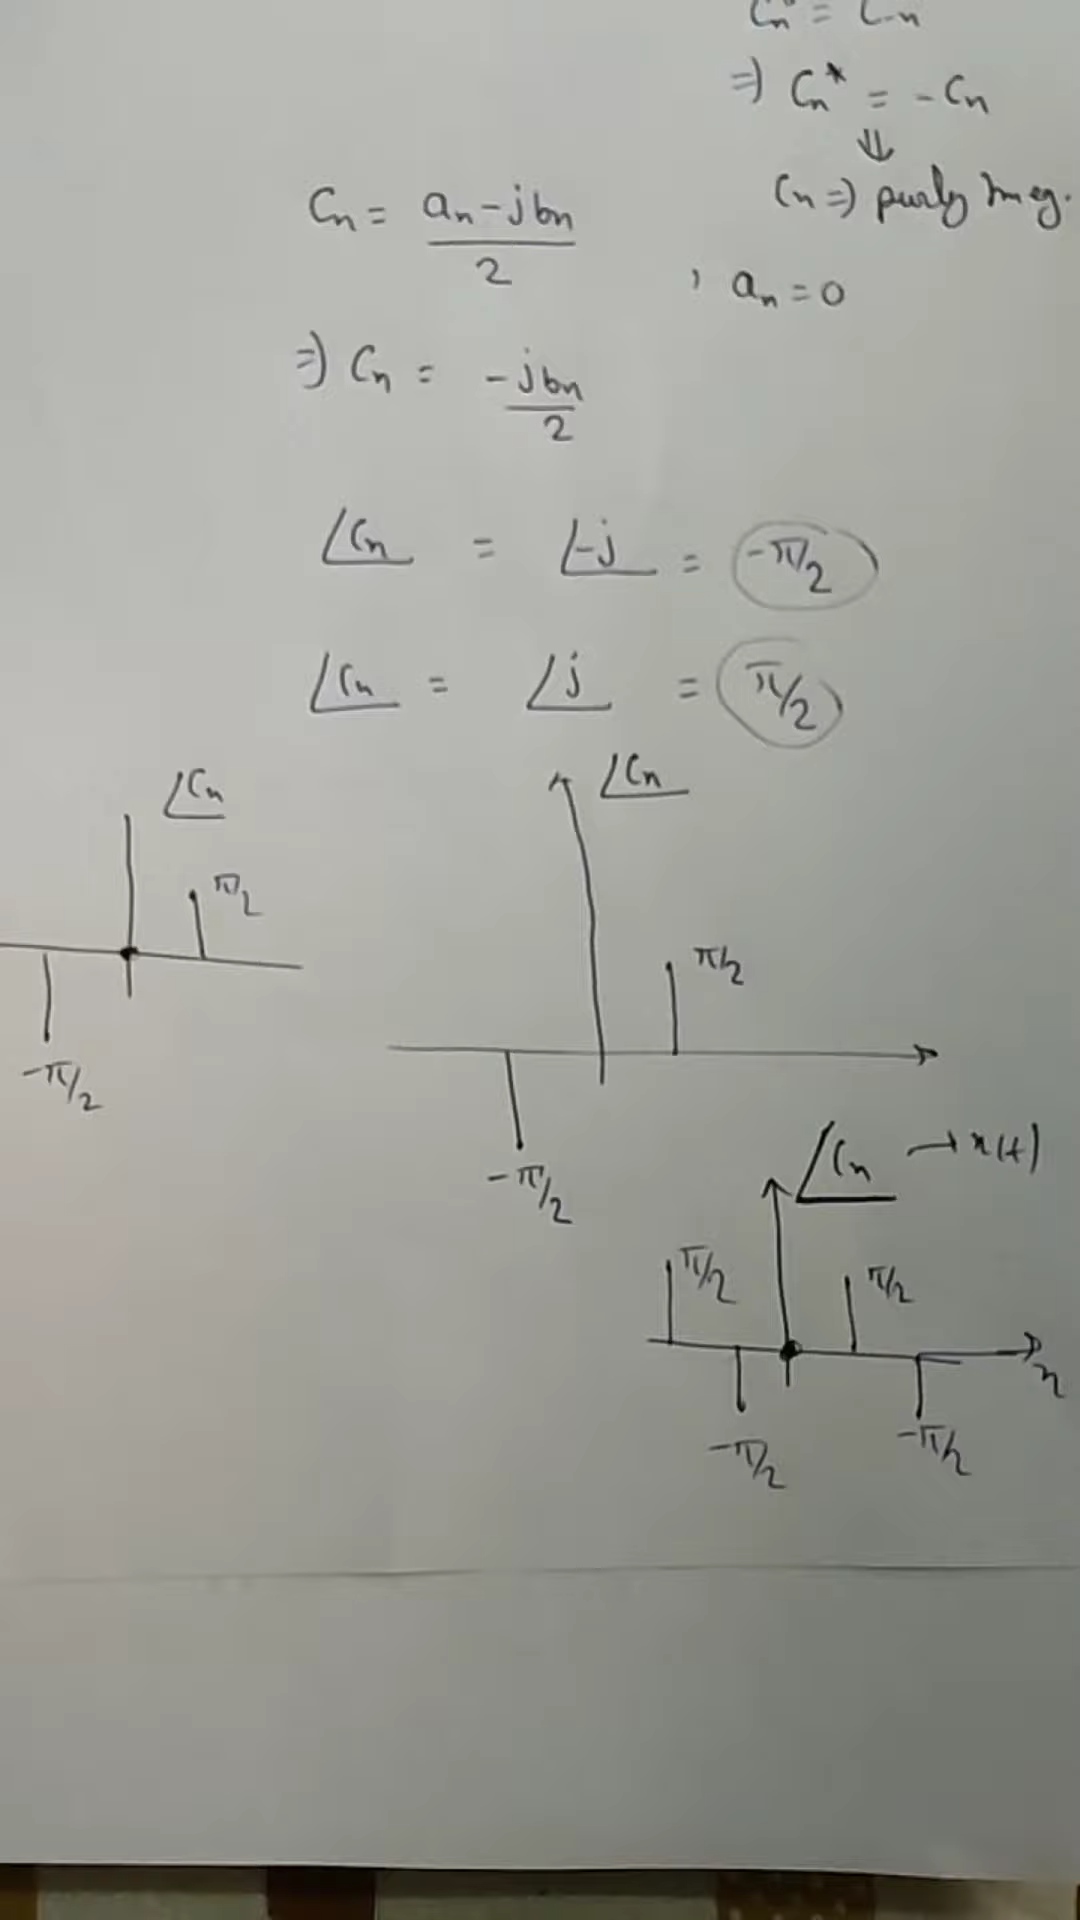 Cn* = C-n
⇒ Cn* = -Cn
⇓
Cn ⇒ purly Imag.
Cn = (an - jbn)/2 , an = 0
⇒ Cn = -jbn/2
∠Cn = ∠-j = -π/2
∠Cn = ∠j = π/2
∠Cn
π/2
-π/2
∠Cn
π/2
-π/2
∠Cn → x(t)
π/2
π/2
n
-π/2
-π/2